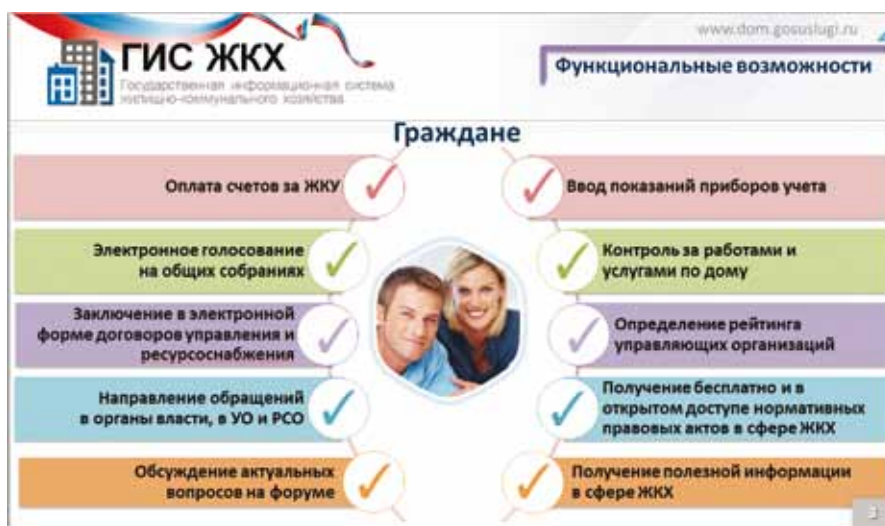 www.dom.gosuslugi.ru
ГИС ЖКХ
Государственная информационная система
жилищно-коммунального хозяйства
Функциональные возможности
Граждане
Оплата счетов за ЖКУ
Ввод показаний приборов учета
Электронное голосование
на общих собраниях
Контроль за работами и
услугами по дому
Заключение в электронной
форме договоров управления и
ресурсоснабжения
Определение рейтинга
управляющих организаций
Направление обращений
в органы власти, в УО и РСО
Получение бесплатно и в
открытом доступе нормативных
правовых актов в сфере ЖКХ
Обсуждение актуальных
вопросов на форуме
Получение полезной информации
в сфере ЖКХ
3